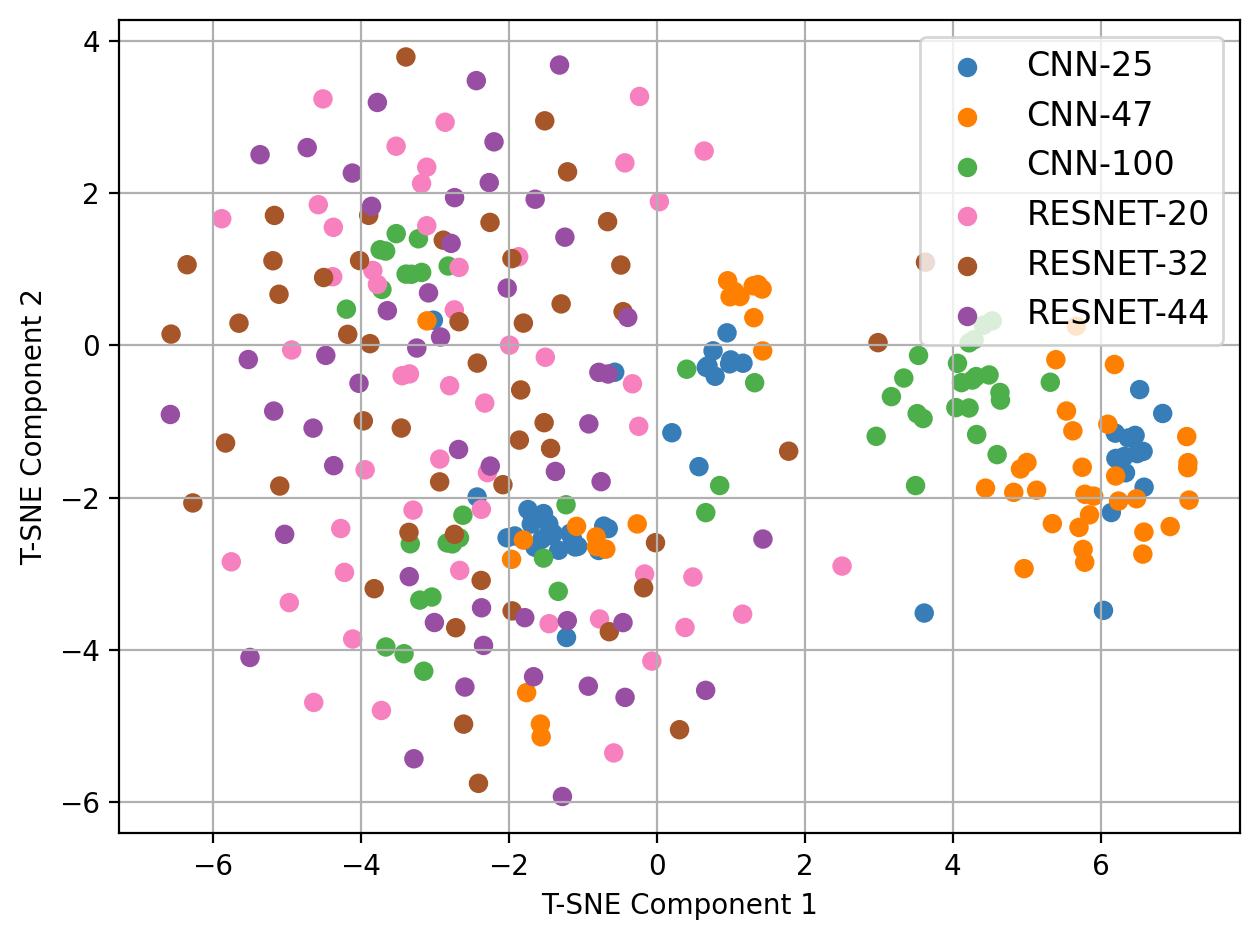 4
2
0
−2
−4
−6
T-SNE Component 2
CNN-25
CNN-47
CNN-100
RESNET-20
RESNET-32
RESNET-44
−6 −4 −2 0 2 4 6
T-SNE Component 1